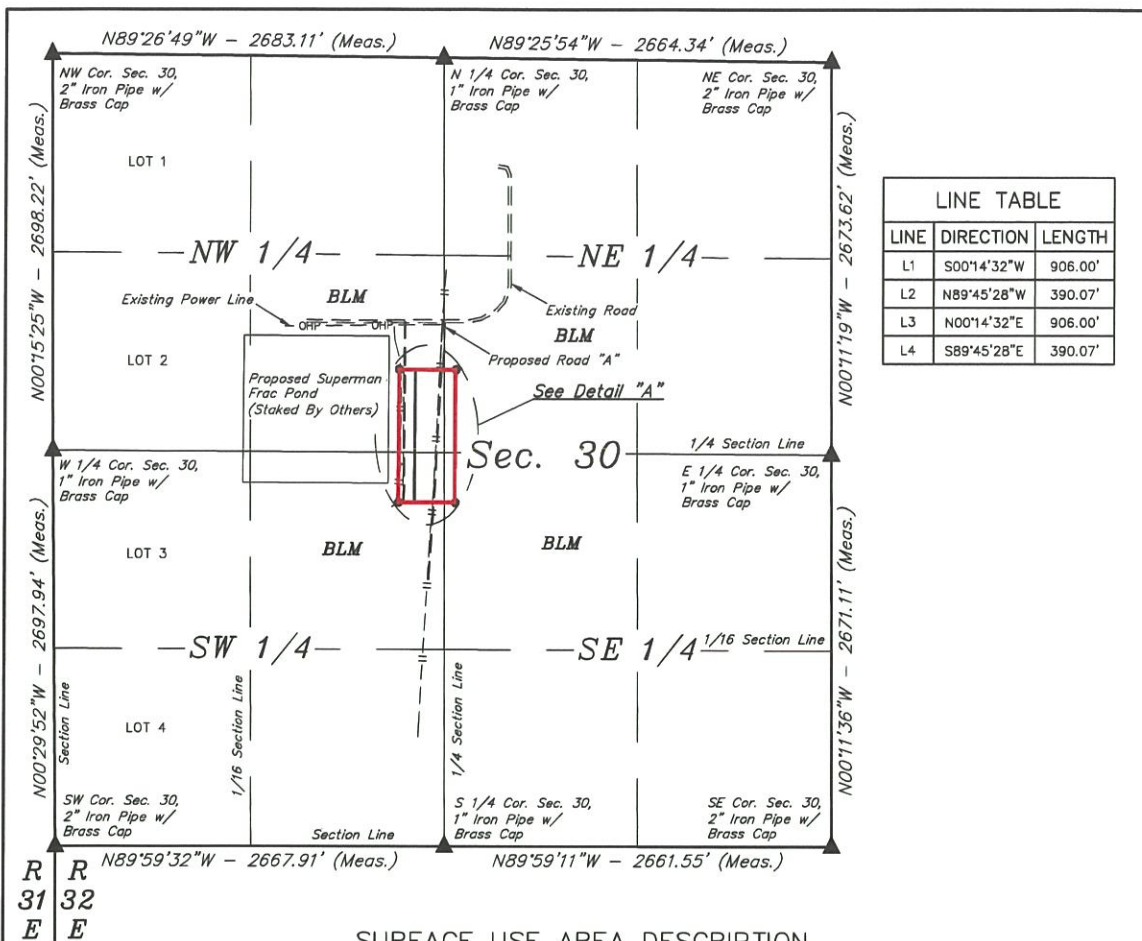 N89°26'49"W - 2683.11' (Meas.)
N89°25'54"W - 2664.34' (Meas.)
NW Cor. Sec. 30,
2" Iron Pipe w/
Brass Cap
N 1/4 Cor. Sec. 30,
1" Iron Pipe w/
Brass Cap
NE Cor. Sec. 30,
2" Iron Pipe w/
Brass Cap
N00°15'25"W - 2698.22' (Meas.)
LOT 1
N00°11'19"W - 2673.62' (Meas.)
NW 1/4
NE 1/4
Existing Power Line
BLM
OHP
OHP
Existing Road
BLM
LOT 2
Proposed Road "A"
Proposed Superman
Frac Pond
(Staked By Others)
See Detail "A"
Sec. 30
1/4 Section Line
W 1/4 Cor. Sec. 30,
1" Iron Pipe w/
Brass Cap
E 1/4 Cor. Sec. 30,
1" Iron Pipe w/
Brass Cap
N00°29'52"W - 2697.94' (Meas.)
LOT 3
BLM
BLM
N00°11'36"W - 2671.11' (Meas.)
SW 1/4
SE 1/4
1/16 Section Line
Section Line
LOT 4
1/16 Section Line
1/4 Section Line
SW Cor. Sec. 30,
2" Iron Pipe w/
Brass Cap
S 1/4 Cor. Sec. 30,
1" Iron Pipe w/
Brass Cap
SE Cor. Sec. 30,
2" Iron Pipe w/
Brass Cap
Section Line
N89°59'32"W - 2667.91' (Meas.)
N89°59'11"W - 2661.55' (Meas.)
R R
31 32
E E
LINE TABLE
LINE DIRECTION LENGTH
L1 S00°14'32"W 906.00'
L2 N89°45'28"W 390.07'
L3 N00°14'32"E 906.00'
L4 S89°45'28"E 390.07'
SURFACE USE AREA DESCRIPTION